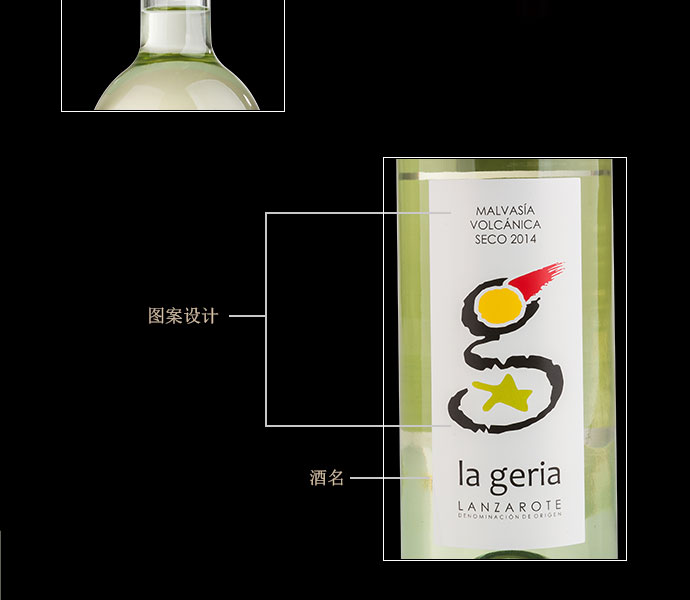 MALVASÍA
VOLCÁNICA
SECO 2014
图案设计
酒名
la geria
LANZAROTE
DENOMINACIÓN DE ORIGEN